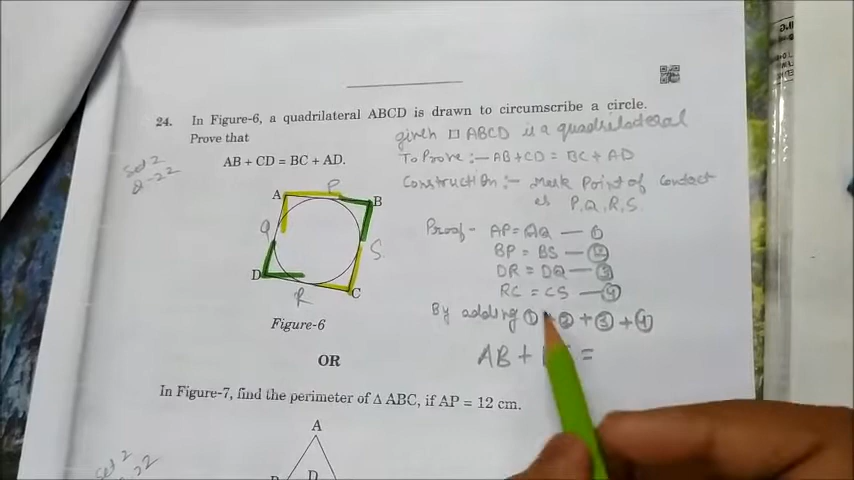 24. In Figure-6, a quadrilateral ABCD is drawn to circumscribe a circle.
Prove that
AB + CD = BC + AD.
Set 2
Q-22
given □ ABCD is a quadrilateral
To Prove :- AB + CD = BC + AD
Construction :- Mark Point of contact
as P, Q, R, S.
Proof - AP = AQ — ①
BP = BS — ②
DR = DQ — ③
RC = CS — ④
By adding ① + ② + ③ + ④
AB + =
A P B
Q S
D R C
Figure-6
OR
In Figure-7, find the perimeter of Δ ABC, if AP = 12 cm.
Set 2
22
A
D